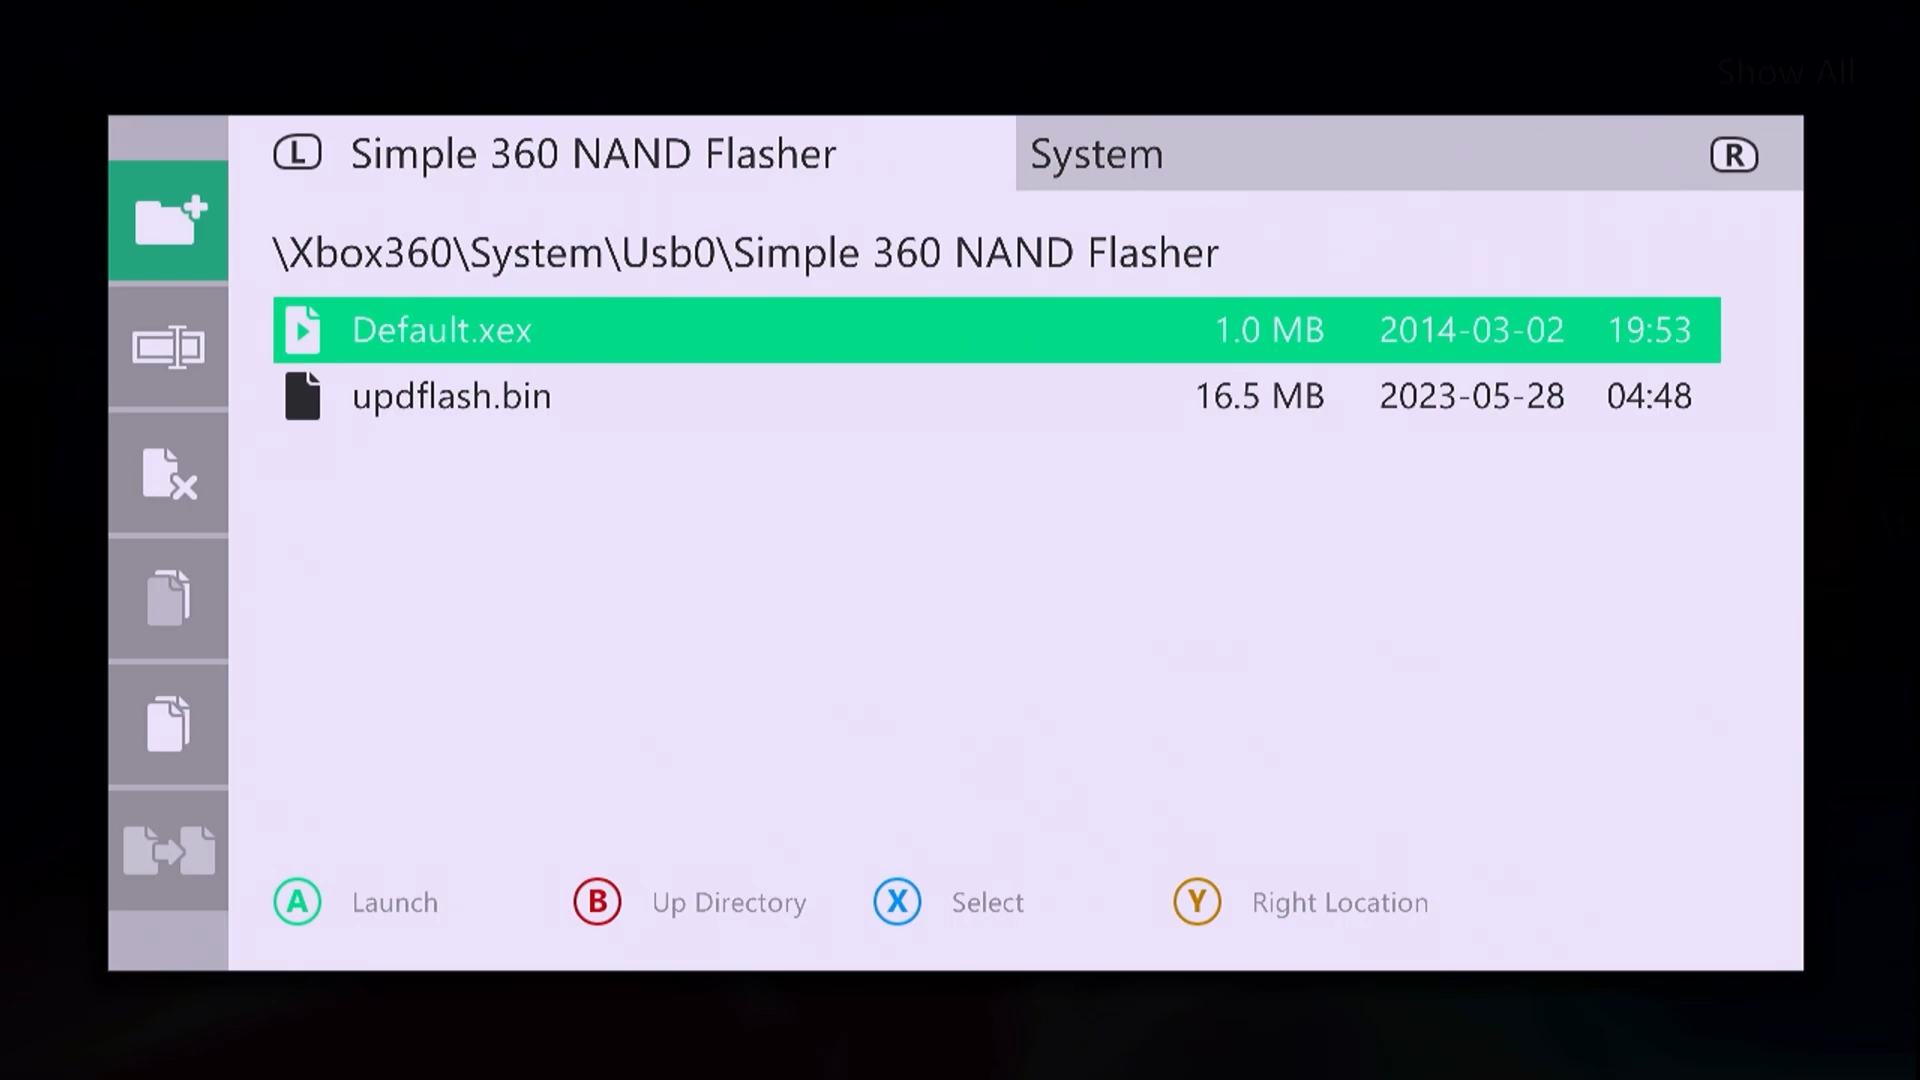 Show All
L Simple 360 NAND Flasher System R
\Xbox360\System\Usb0\Simple 360 NAND Flasher
Default.xex 1.0 MB 2014-03-02 19:53
updflash.bin 16.5 MB 2023-05-28 04:48
A Launch B Up Directory X Select Y Right Location